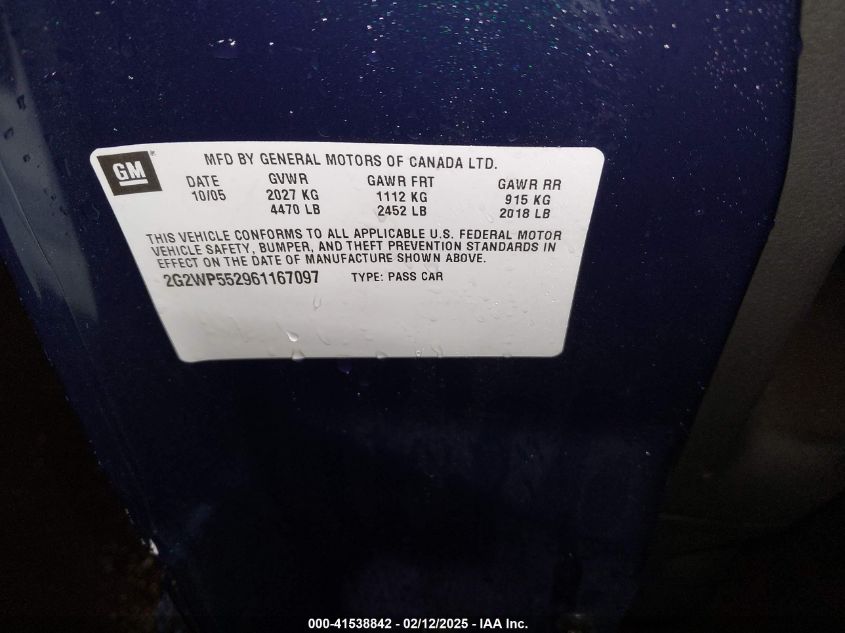 GM
MFD BY GENERAL MOTORS OF CANADA LTD.
DATE GVWR GAWR FRT GAWR RR
10/05 2027 KG 1112 KG 915 KG
4470 LB 2452 LB 2018 LB
THIS VEHICLE CONFORMS TO ALL APPLICABLE U.S. FEDERAL MOTOR
VEHICLE SAFETY, BUMPER, AND THEFT PREVENTION STANDARDS IN
EFFECT ON THE DATE OF MANUFACTURE SHOWN ABOVE.
2G2WP552961167097 TYPE: PASS CAR
000-41538842 - 02/12/2025 - IAA Inc.